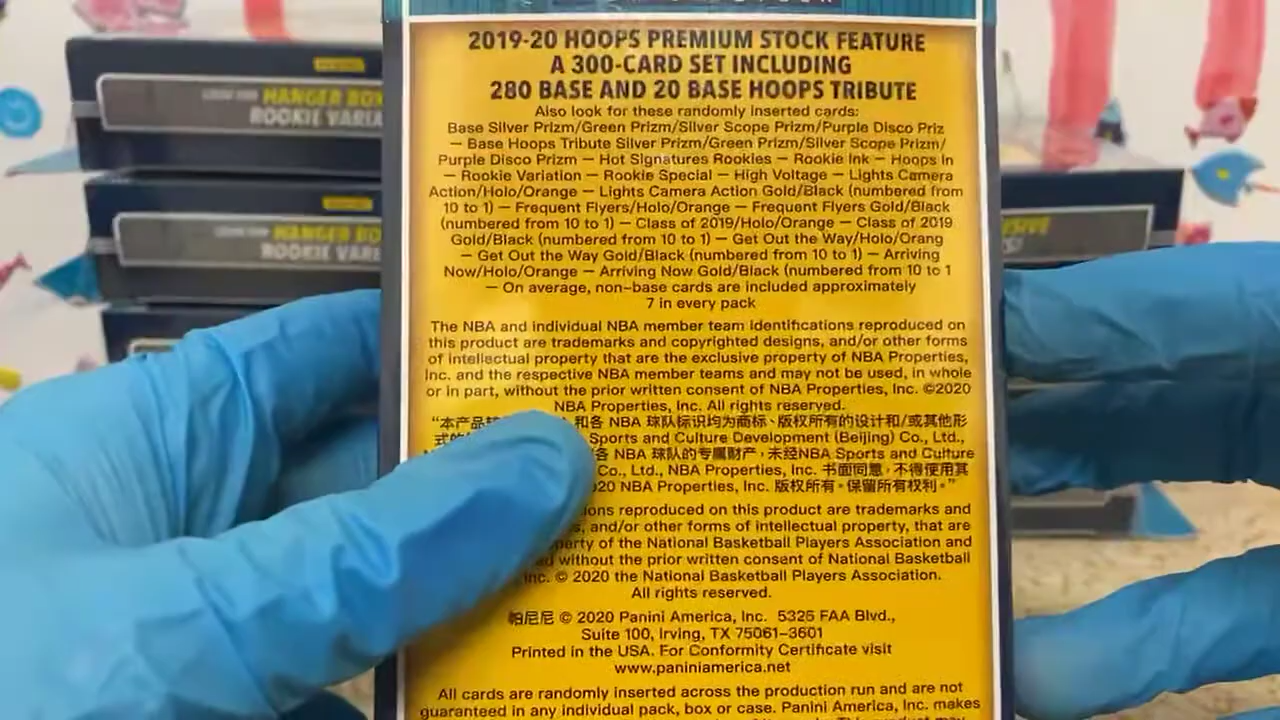 HANGER BOX
ROOKIE VARIA
HANGER BO
ROOKIE VARI
2019-20 HOOPS PREMIUM STOCK FEATURE
A 300-CARD SET INCLUDING
280 BASE AND 20 BASE HOOPS TRIBUTE
Also look for these randomly inserted cards:
Base Silver Prizm/Green Prizm/Silver Scope Prizm/Purple Disco Priz
— Base Hoops Tribute Silver Prizm/Green Prizm/Silver Scope Prizm/
Purple Disco Prizm — Hot Signatures Rookies — Rookie Ink — Hoops In
— Rookie Variation — Rookie Special — High Voltage — Lights Camera
Action/Holo/Orange — Lights Camera Action Gold/Black (numbered from
10 to 1) — Frequent Flyers/Holo/Orange — Frequent Flyers Gold/Black
(numbered from 10 to 1) — Class of 2019/Holo/Orange — Class of 2019
Gold/Black (numbered from 10 to 1) — Get Out the Way/Holo/Orang
— Get Out the Way Gold/Black (numbered from 10 to 1) — Arriving
Now/Holo/Orange — Arriving Now Gold/Black (numbered from 10 to 1
— On average, non-base cards are included approximately
7 in every pack
The NBA and individual NBA member team identifications reproduced on
this product are trademarks and copyrighted designs, and/or other forms
of intellectual property that are the exclusive property of NBA Properties,
Inc. and the respective NBA member teams and may not be used, in whole
or in part, without the prior written consent of NBA Properties, Inc. ©2020
NBA Properties, Inc. All rights reserved.
“本产品 和各 NBA 球队标识均为商标、版权所有的设计和/或其他形
式的 Sports and Culture Development (Beijing) Co., Ltd.,
各 NBA 球队的专属财产，未经NBA Sports and Culture
Co., Ltd., NBA Properties, Inc. 书面同意，不得使用其
20 NBA Properties, Inc. 版权所有。保留所有权利。”
ions reproduced on this product are trademarks and
s, and/or other forms of intellectual property, that are
perty of the National Basketball Players Association and
d without the prior written consent of National Basketball
Inc. © 2020 the National Basketball Players Association.
All rights reserved.
帕尼尼 © 2020 Panini America, Inc. 5325 FAA Blvd.,
Suite 100, Irving, TX 75061-3601
Printed in the USA. For Conformity Certificate visit
www.paniniamerica.net
All cards are randomly inserted across the production run and are not
guaranteed in any individual pack, box or case. Panini America, Inc. makes